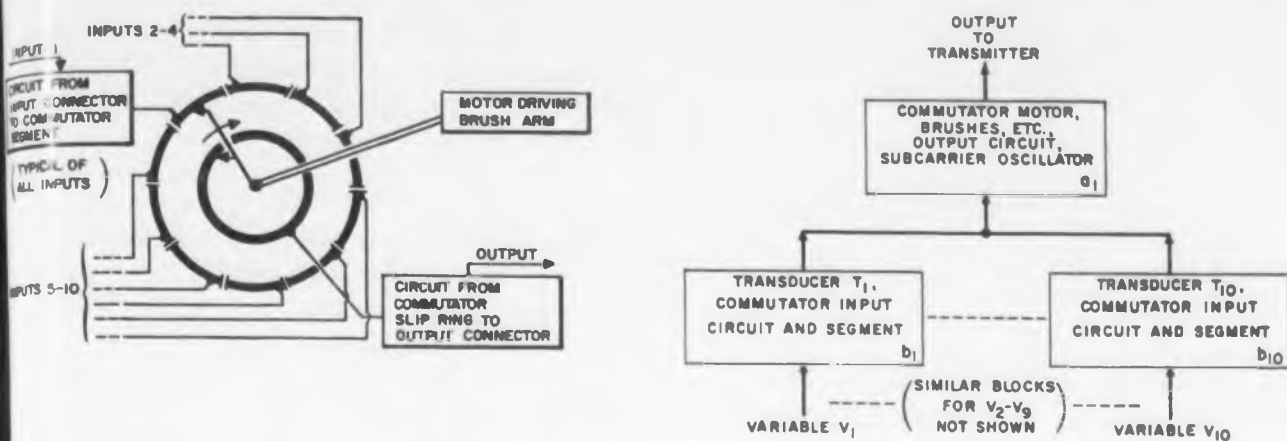 INPUTS 2-4
INPUT 1
CIRCUIT FROM
INPUT CONNECTOR
TO COMMUTATOR
SEGMENT
(TYPICAL OF
ALL INPUTS)
MOTOR DRIVING
BRUSH ARM
INPUTS 5-10
OUTPUT
CIRCUIT FROM
COMMUTATOR
SLIP RING TO
OUTPUT CONNECTOR
OUTPUT
TO
TRANSMITTER
COMMUTATOR MOTOR,
BRUSHES, ETC.,
OUTPUT CIRCUIT,
SUBCARRIER OSCILLATOR
a1
TRANSDUCER T1,
COMMUTATOR INPUT
CIRCUIT AND SEGMENT
b1
TRANSDUCER T10,
COMMUTATOR INPUT
CIRCUIT AND SEGMENT
b10
(SIMILAR BLOCKS
FOR V2-V9
NOT SHOWN)
VARIABLE V1
VARIABLE V10